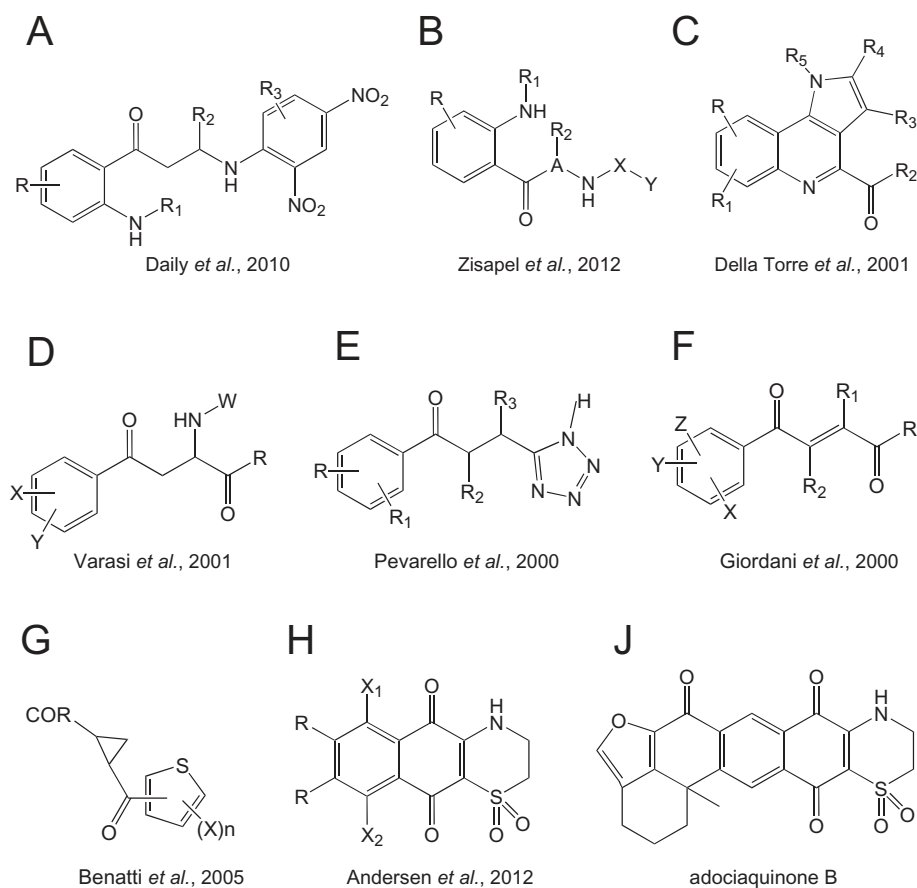 A
B
C
O
R2
R3
NO2
N
H
NO2
R
N
H
R1
Daily et al., 2010
R
R1
NH
R2
A
O
N
H
X
Y
Zisapel et al., 2012
R5
R4
N
R
R3
R1
N
R2
O
Della Torre et al., 2001
D
E
F
O
HN
W
R
O
X
Y
Varasi et al., 2001
O
R3
H
N
N
N
N
R
R1
R2
Pevarello et al., 2000
O
R1
Z
R
Y
X
R2
O
Giordani et al., 2000
G
H
J
COR
S
O
(X)n
Benatti et al., 2005
X1
O
H
N
R
R
S
X2
O
O
O
Andersen et al., 2012
O
O
O
H
N
S
O
O
O
adociaquinone B